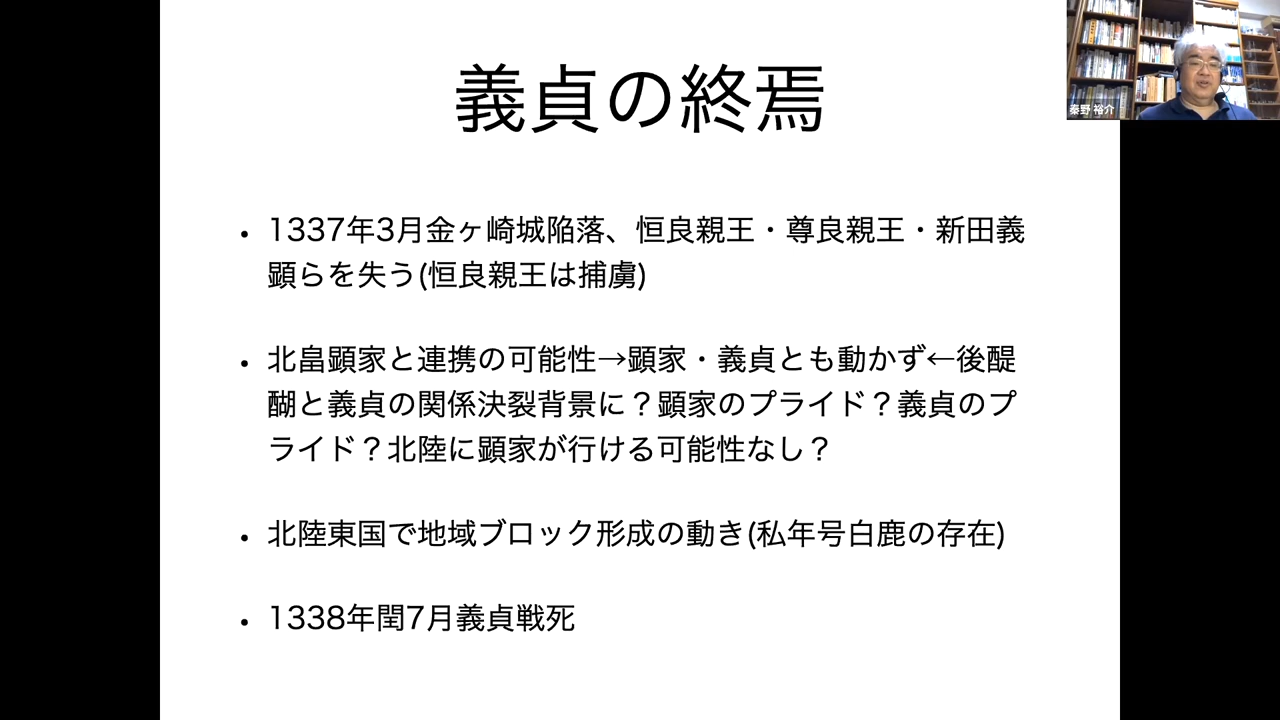 義貞の終焉
秦野 裕介
・1337年3月金ヶ崎城陥落、恒良親王・尊良親王・新田義
顕らを失う(恒良親王は捕虜)
・北畠顕家と連携の可能性→顕家・義貞とも動かず←後醍
醐と義貞の関係決裂背景に？顕家のプライド？義貞のプ
ライド？北陸に顕家が行ける可能性なし？
・北陸東国で地域ブロック形成の動き(私年号白鹿の存在)
・1338年閏7月義貞戦死